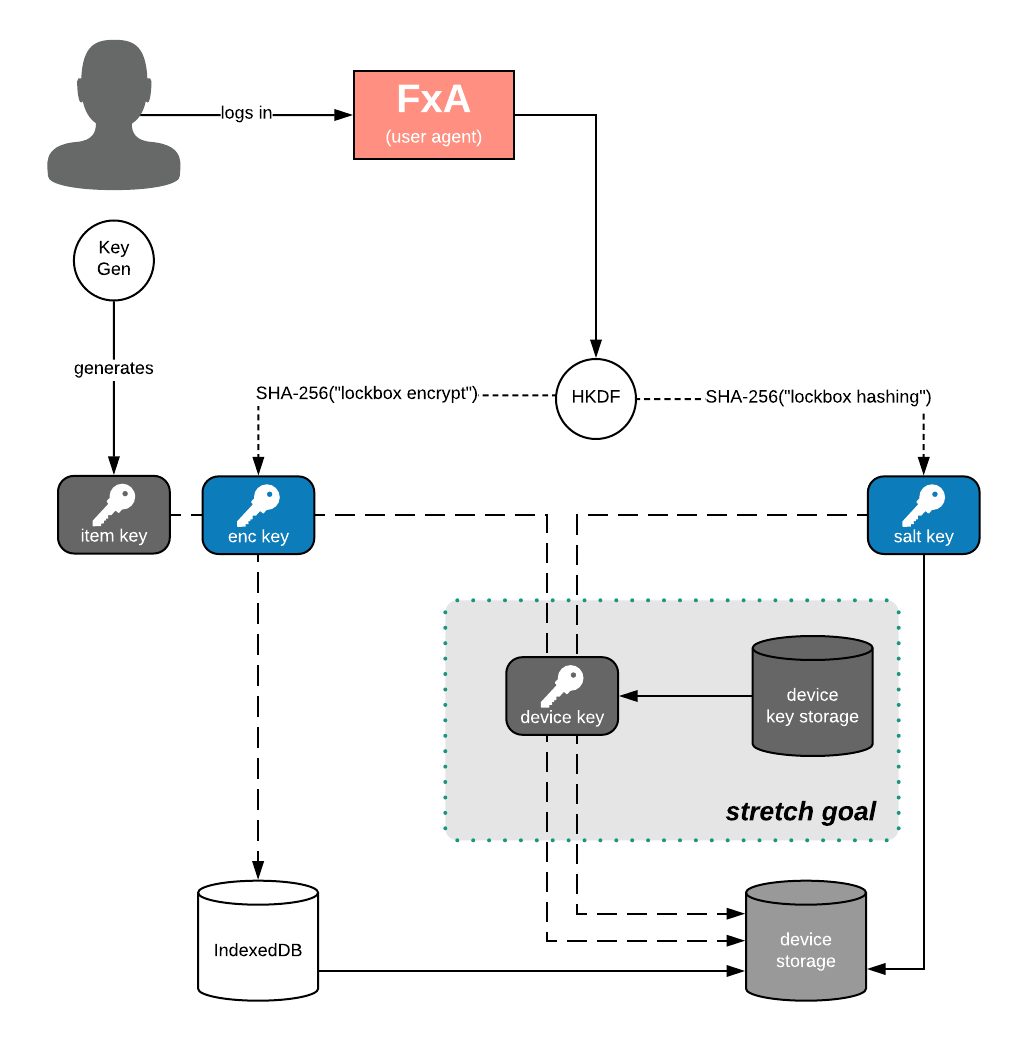 logs in
FxA
(user agent)
Key
Gen
generates
SHA-256("lockbox encrypt")
HKDF
SHA-256("lockbox hashing")
item key
enc key
salt key
device key
device
key storage
stretch goal
IndexedDB
device
storage